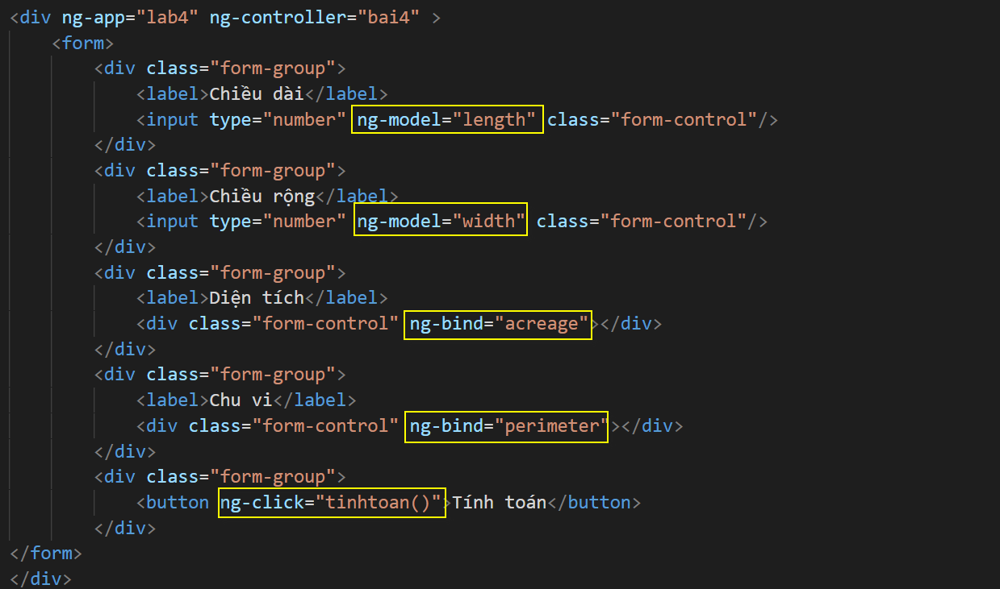 <div ng-app="lab4" ng-controller="bai4" >
<form>
<div class="form-group">
<label>Chiều dài</label>
<input type="number" ng-model="length" class="form-control"/>
</div>
<div class="form-group">
<label>Chiều rộng</label>
<input type="number" ng-model="width" class="form-control"/>
</div>
<div class="form-group">
<label>Diện tích</label>
<div class="form-control" ng-bind="acreage"></div>
</div>
<div class="form-group">
<label>Chu vi</label>
<div class="form-control" ng-bind="perimeter"></div>
</div>
<div class="form-group">
<button ng-click="tinhtoan()">Tính toán</button>
</div>
</form>
</div>